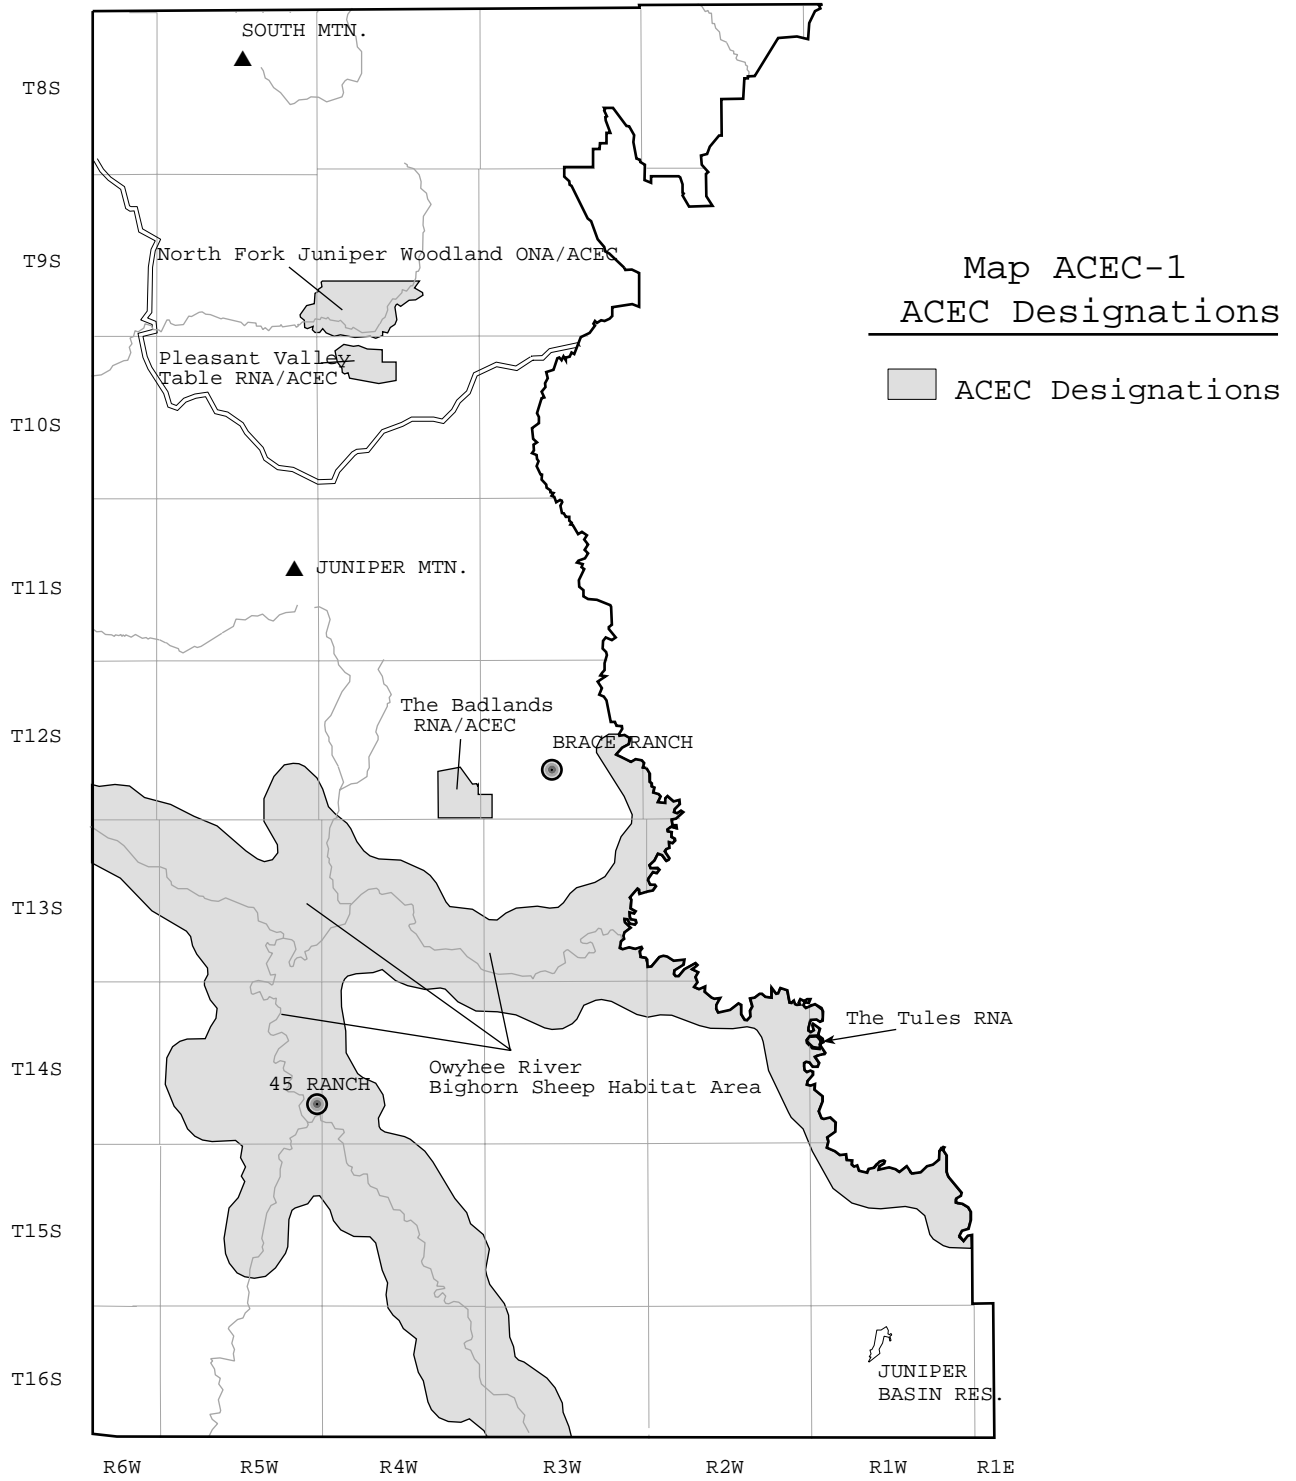 SOUTH MTN.
T8S
T9S
North Fork Juniper Woodland ONA/ACEC
Map ACEC-1
ACEC Designations
ACEC Designations
Pleasant Valley
Table RNA/ACEC
T10S
JUNIPER MTN.
T11S
The Badlands
RNA/ACEC
T12S
BRACE RANCH
T13S
The Tules RNA
T14S
Owyhee River
Bighorn Sheep Habitat Area
45 RANCH
T15S
JUNIPER
BASIN RES.
T16S
R6W R5W R4W R3W R2W R1W R1E